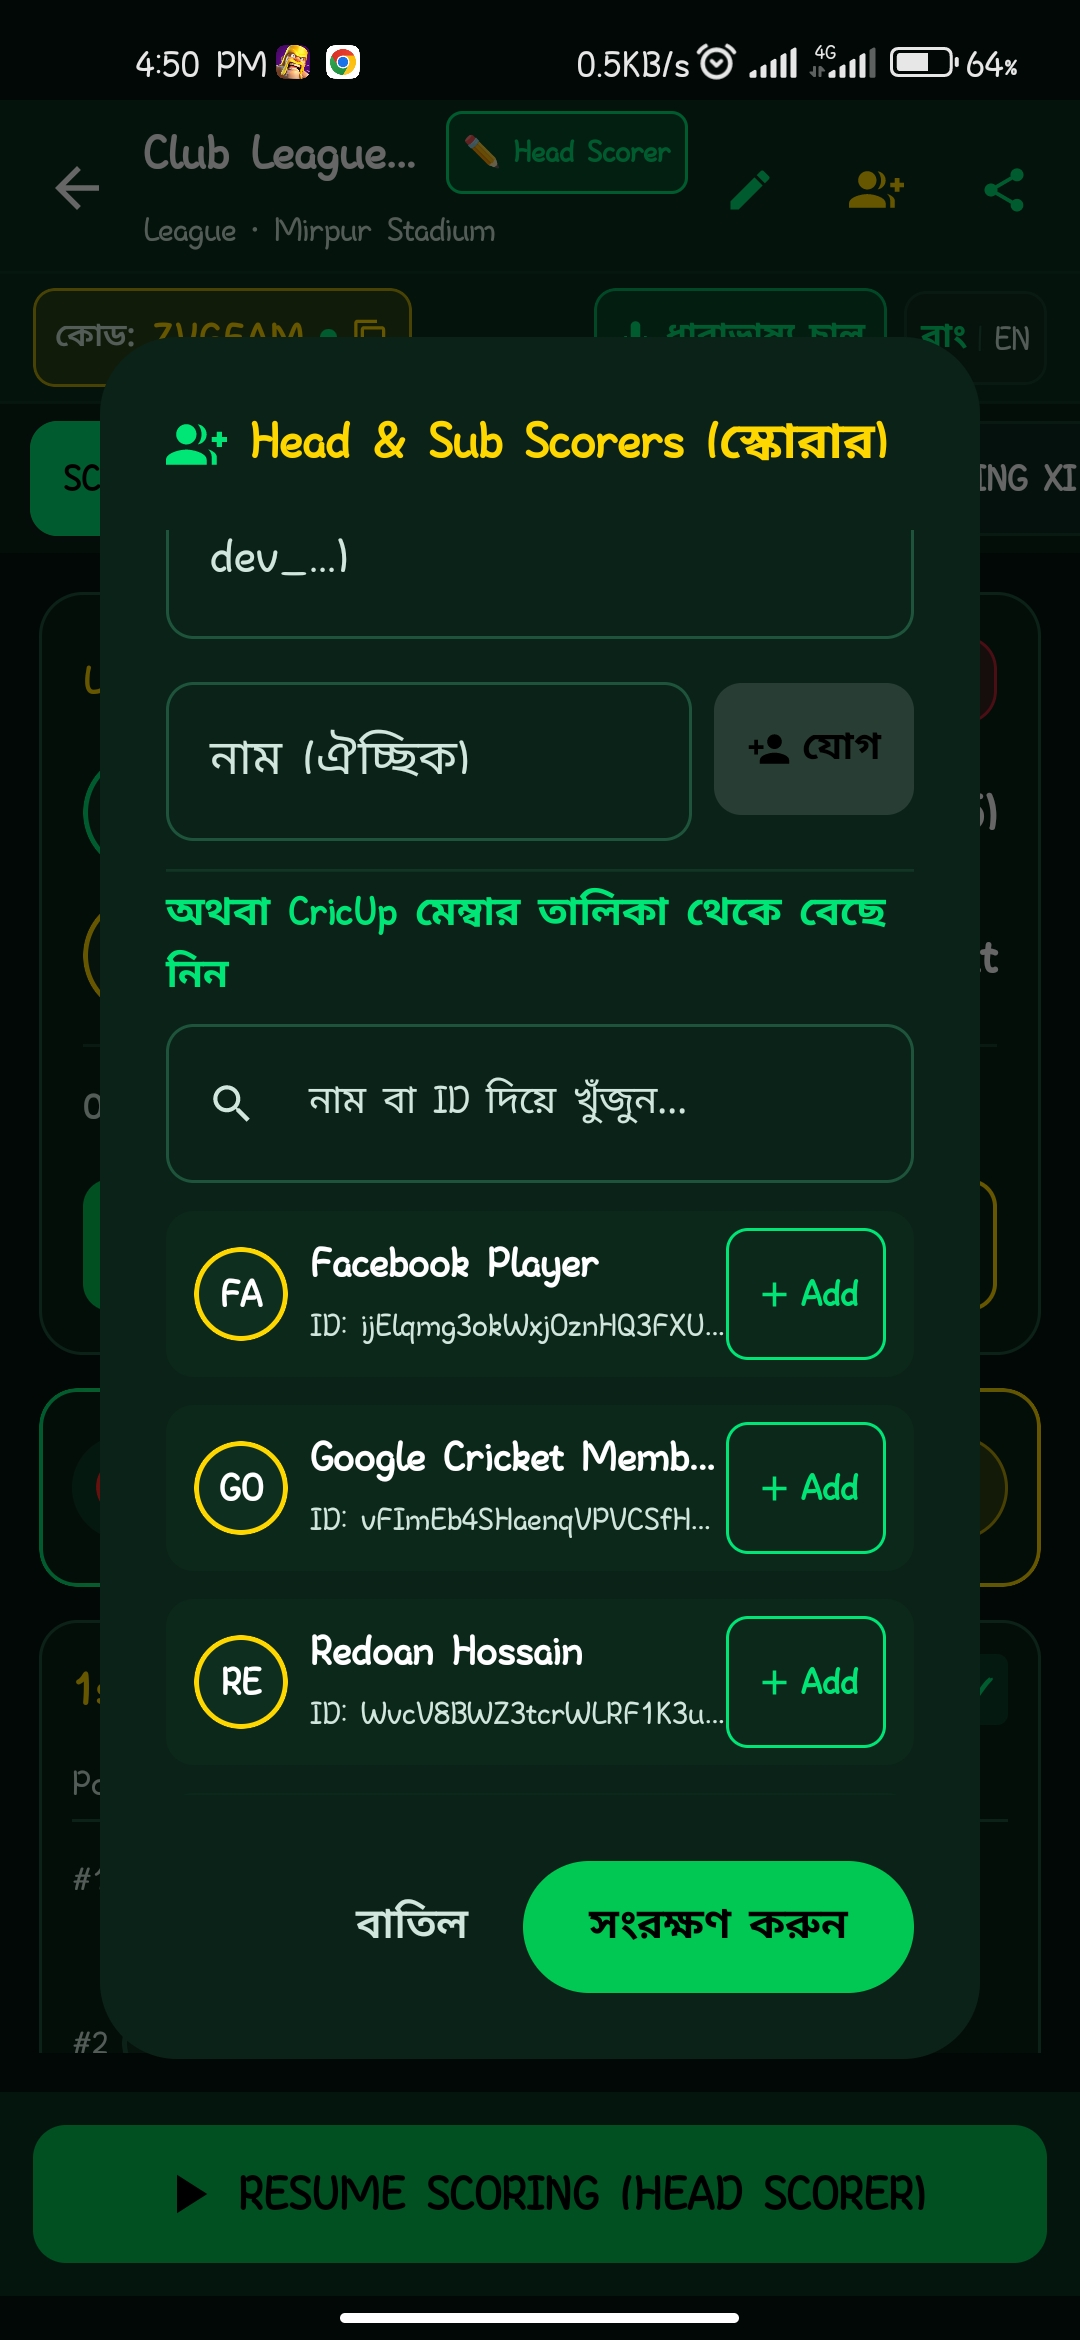 4:50 PM
0.5KB/s 4G 64%
Club League... ✏️ Head Scorer
League · Mirpur Stadium
কোড: ZVGEAM
ধারাভাষ্য চালু
বাং | EN
Head & Sub Scorers (স্কোরার)
dev_...)
নাম (ঐচ্ছিক)
যোগ
অথবা CricUp মেম্বার তালিকা থেকে বেছে
নিন
নাম বা ID দিয়ে খুঁজুন...
FA
Facebook Player
ID: ijElqmg3okWxjOznHQ3FXU...
+ Add
GO
Google Cricket Memb...
ID: vFImEb4SHaenqVPVCSfH...
+ Add
RE
Redoan Hossain
ID: WvcV8BWZ3tcrWLRF1K3u...
+ Add
#2
বাতিল
সংরক্ষণ করুন
RESUME SCORING (HEAD SCORER)